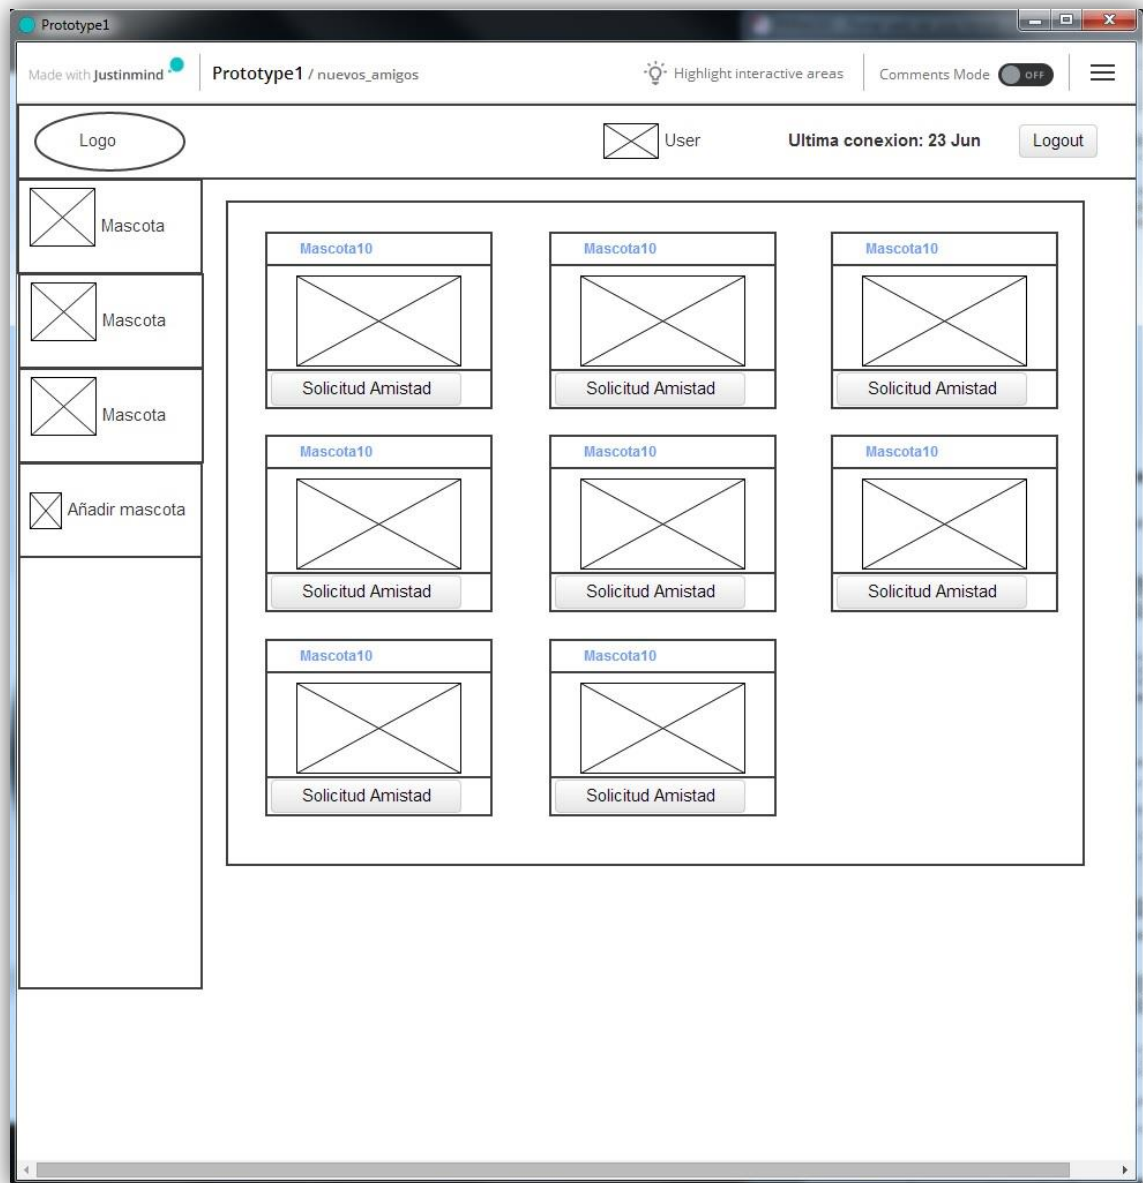 Prototype1
Made with Justinmind Prototype1 / nuevos_amigos Highlight interactive areas Comments Mode OFF
Logo User Ultima conexion: 23 Jun Logout
Mascota
Mascota
Mascota
Añadir mascota
Mascota10 Mascota10 Mascota10
Solicitud Amistad Solicitud Amistad Solicitud Amistad
Mascota10 Mascota10 Mascota10
Solicitud Amistad Solicitud Amistad Solicitud Amistad
Mascota10 Mascota10
Solicitud Amistad Solicitud Amistad